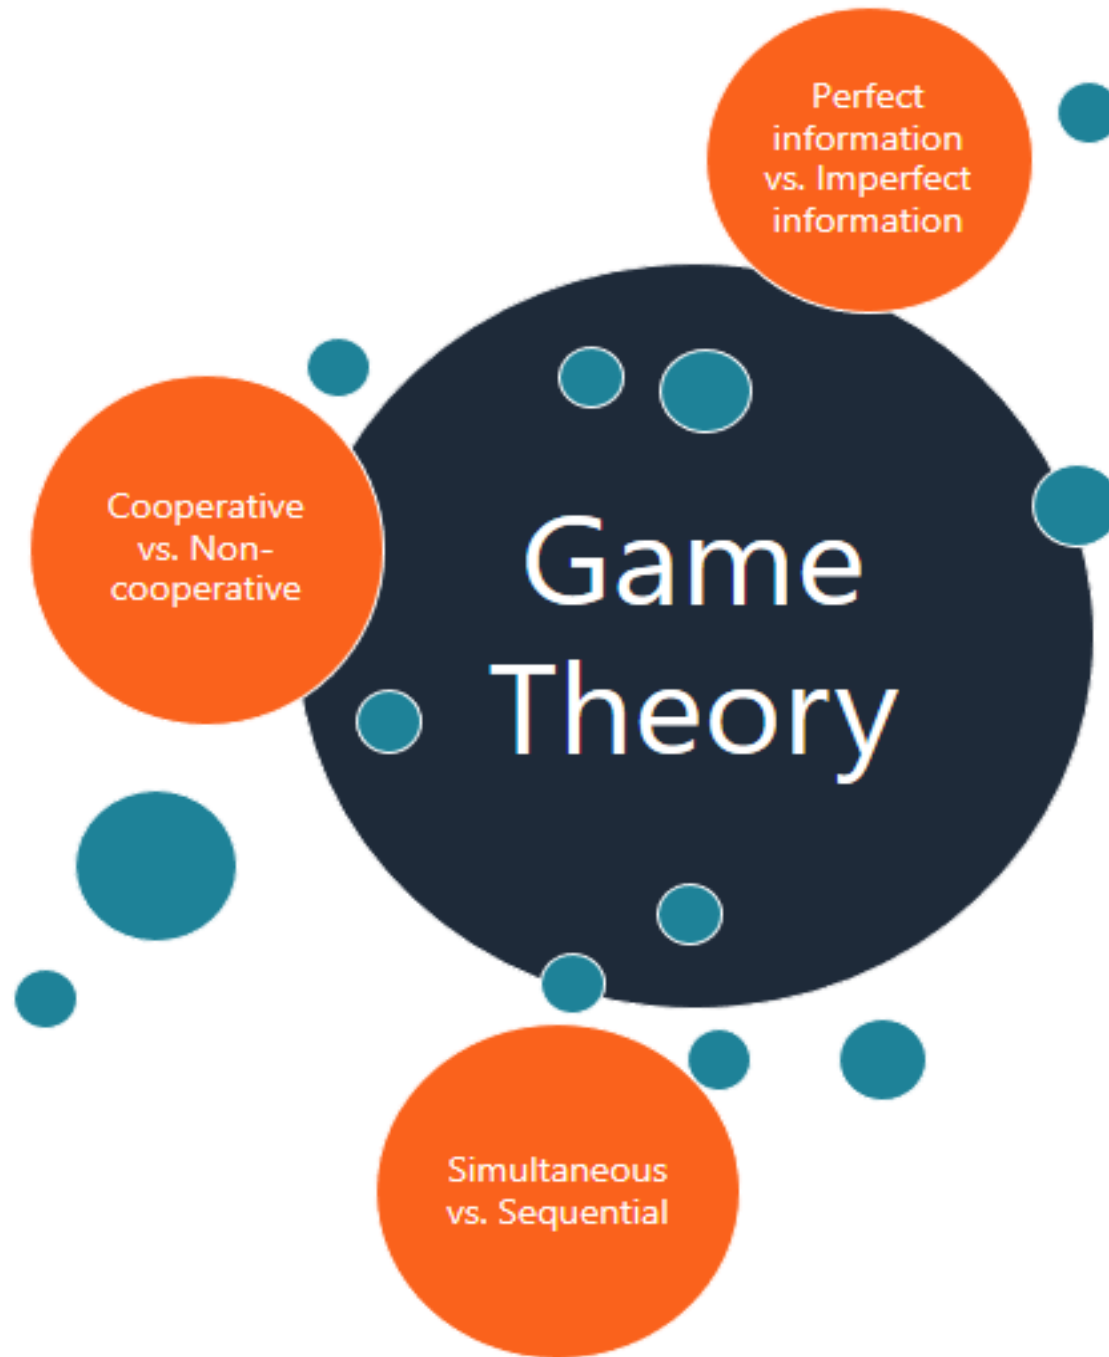 Perfect
information
vs. Imperfect
information
Cooperative
vs. Non-
cooperative
Game
Theory
Simultaneous
vs. Sequential